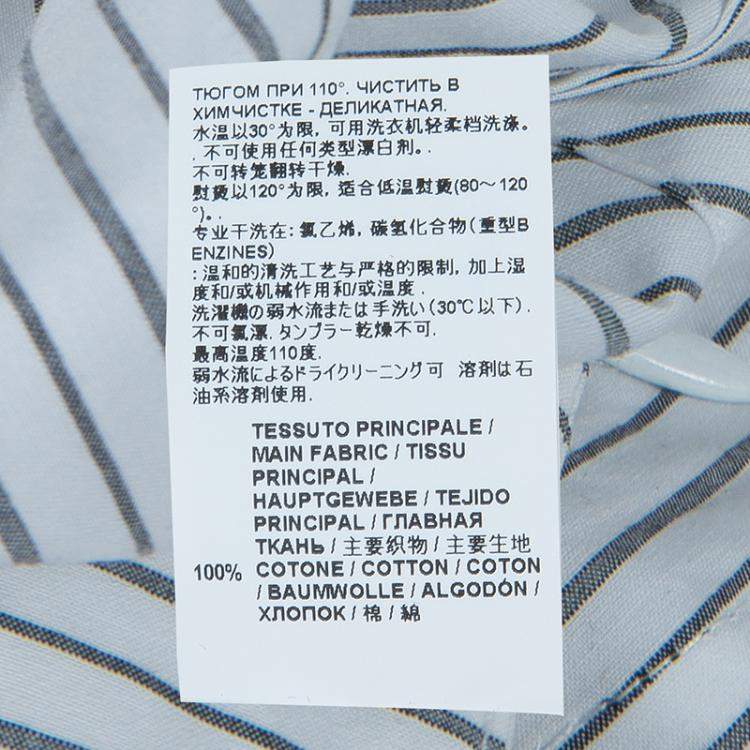 ТЮГОМ ПРИ 110°. ЧИСТИТЬ В
ХИМЧИСТКЕ - ДЕЛИКАТНАЯ.
水温以30°为限, 可用洗衣机轻柔档洗涤.
. 不可使用任何类型漂白剂。.
不可转笼翻转干燥.
熨烫以120°为限, 适合低温熨烫(80～120
°)。.
专业干洗在: 氯乙烯, 碳氢化合物(重型B
ENZINES)
: 温和的清洗工艺与严格的限制, 加上湿
度和/或机械作用和/或温度.
洗濯機の弱水流または手洗い(30℃以下).
不可氯漂. タンブラー乾燥不可.
最高温度110度.
弱水流によるドライクリーニング可 溶剤は石
油系溶剤使用.
TESSUTO PRINCIPALE /
MAIN FABRIC / TISSU
PRINCIPAL /
HAUPTGEWEBE / TEJIDO
PRINCIPAL / ГЛАВНАЯ
ТКАНЬ / 主要织物 / 主要生地
100% COTONE / COTTON / COTON
/ BAUMWOLLE / ALGODÓN /
ХЛОПОК / 棉 / 綿